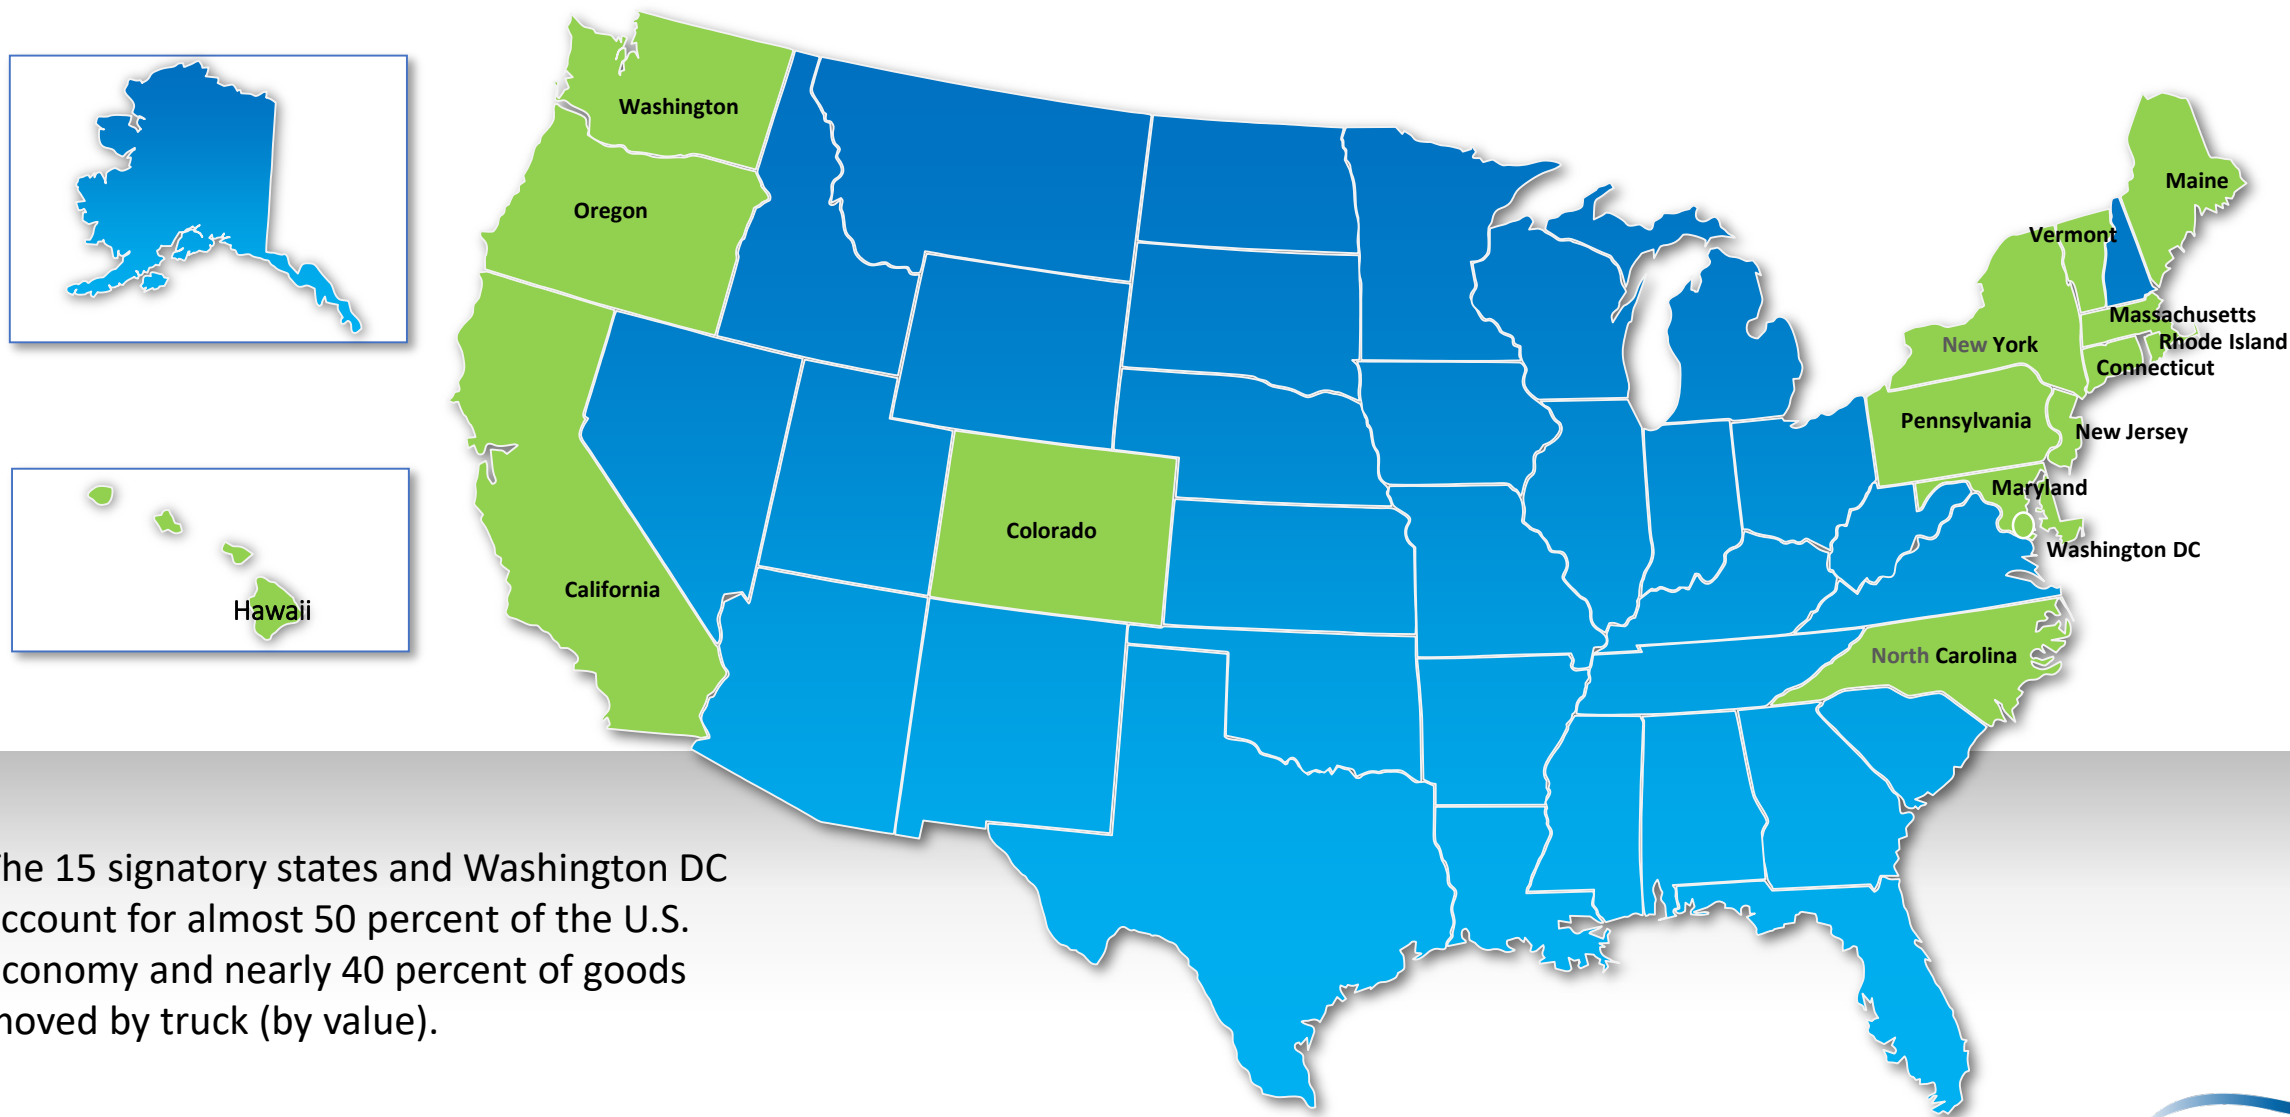 Washington
Maine
Oregon
Vermont
Massachusetts
Rhode Island
New York
Connecticut
Pennsylvania
New Jersey
Maryland
Colorado
Washington DC
California
Hawaii
North Carolina
he 15 signatory states and Washington DC
ccount for almost 50 percent of the U.S.
conomy and nearly 40 percent of goods
moved by truck (by value).